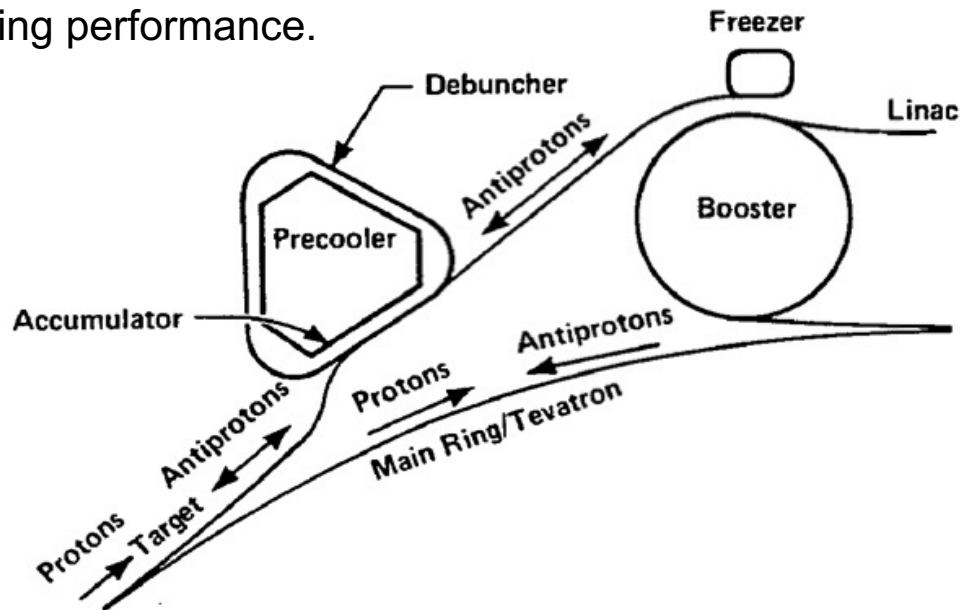 ing performance.
Freezer
Debuncher
Linac
Antiprotons
Precooler
Booster
Accumulator
Antiprotons
Protons
Main Ring/Tevatron
Antiprotons
Target
Protons